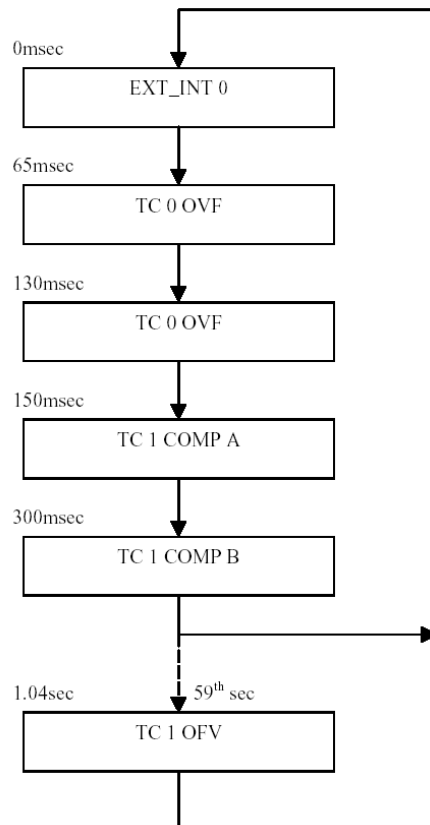 0msec
EXT_INT 0
65msec
TC 0 OVF
130msec
TC 0 OVF
150msec
TC 1 COMP A
300msec
TC 1 COMP B
1.04sec
59th sec
TC 1 OFV